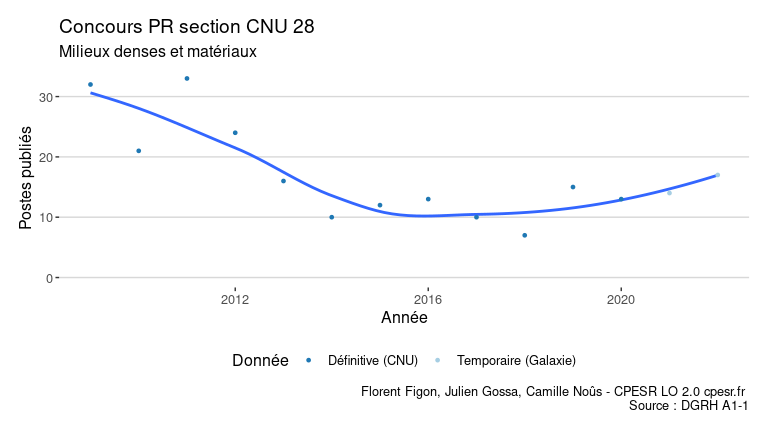 Concours PR section CNU 28
Milieux denses et matériaux
Postes publiés
30
20
10
0
2012
2016
2020
Année
Donnée
Définitive (CNU)
Temporaire (Galaxie)
Florent Figon, Julien Gossa, Camille Noûs - CPESR LO 2.0 cpesr.fr
Source : DGRH A1-1